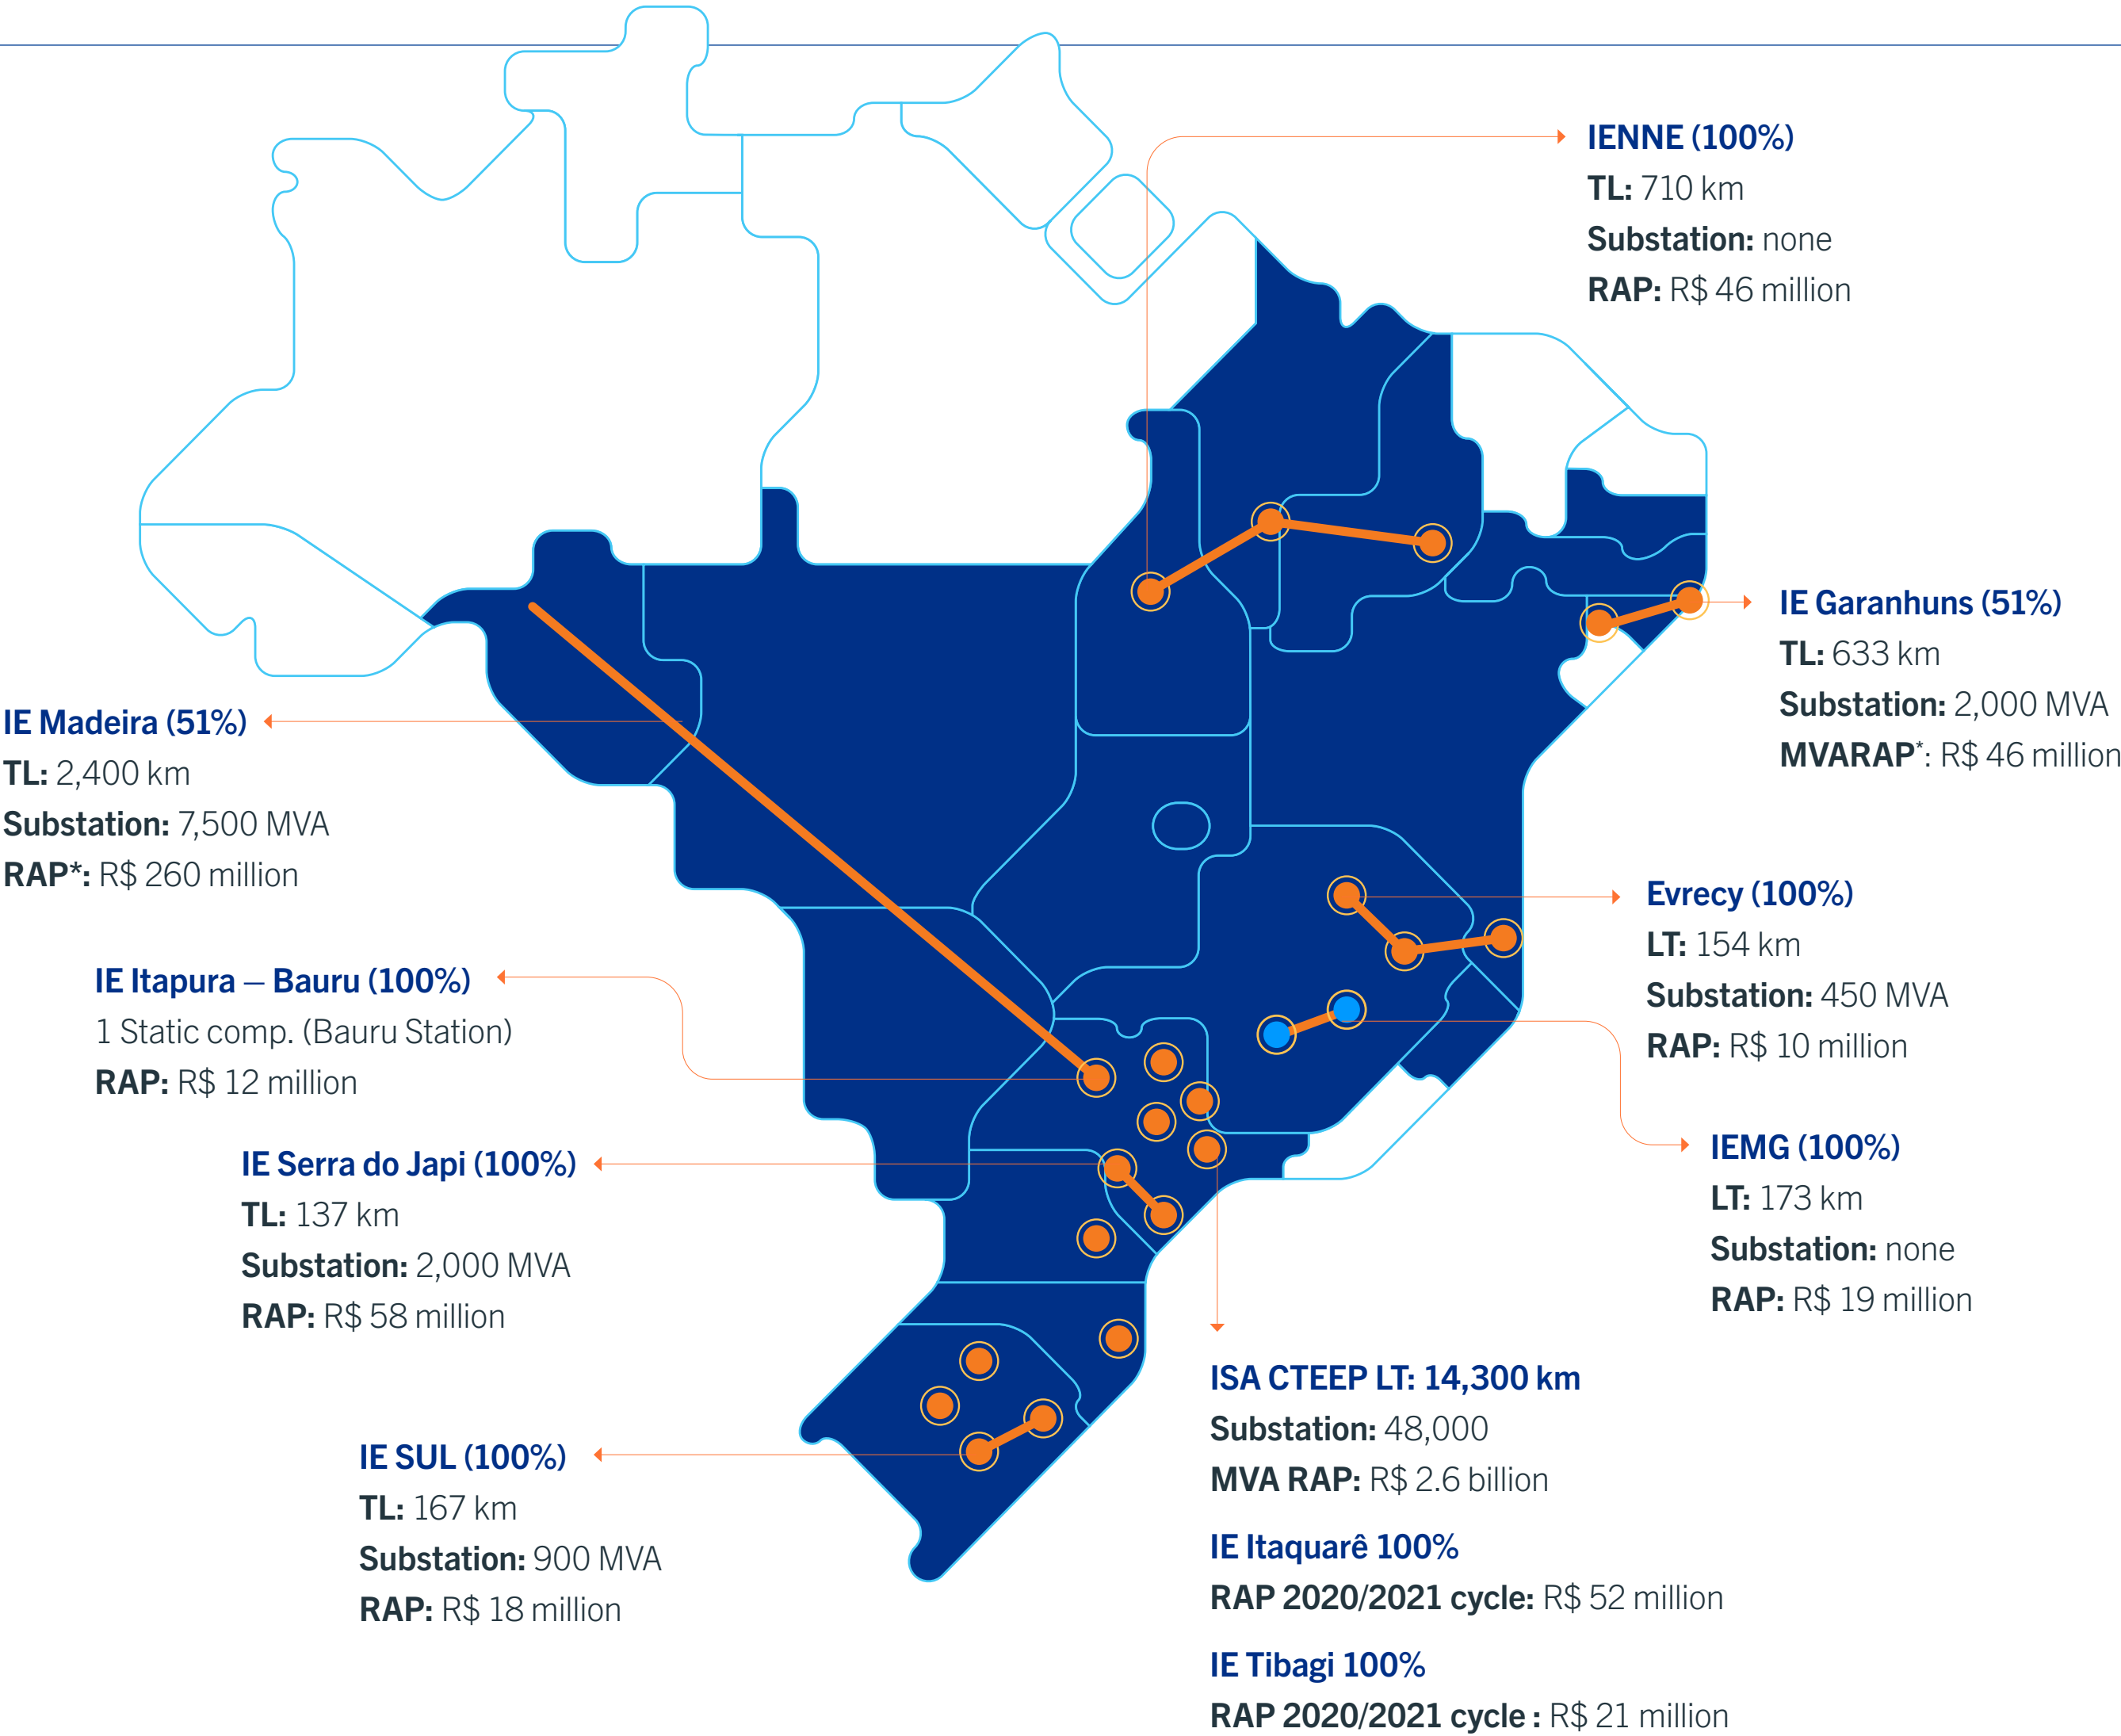 IENNE (100%)
TL: 710 km
Substation: none
RAP: R$ 46 million
IE Garanhuns (51%)
TL: 633 km
Substation: 2,000 MVA
MVARAP*: R$ 46 million
IE Madeira (51%)
TL: 2,400 km
Substation: 7,500 MVA
RAP*: R$ 260 million
Evrecy (100%)
LT: 154 km
Substation: 450 MVA
RAP: R$ 10 million
IE Itapura – Bauru (100%)
1 Static comp. (Bauru Station)
RAP: R$ 12 million
IEMG (100%)
LT: 173 km
Substation: none
RAP: R$ 19 million
IE Serra do Japi (100%)
TL: 137 km
Substation: 2,000 MVA
RAP: R$ 58 million
ISA CTEEP LT: 14,300 km
Substation: 48,000
MVA RAP: R$ 2.6 billion
IE Itaquarê 100%
RAP 2020/2021 cycle: R$ 52 million
IE Tibagi 100%
RAP 2020/2021 cycle : R$ 21 million
IE SUL (100%)
TL: 167 km
Substation: 900 MVA
RAP: R$ 18 million